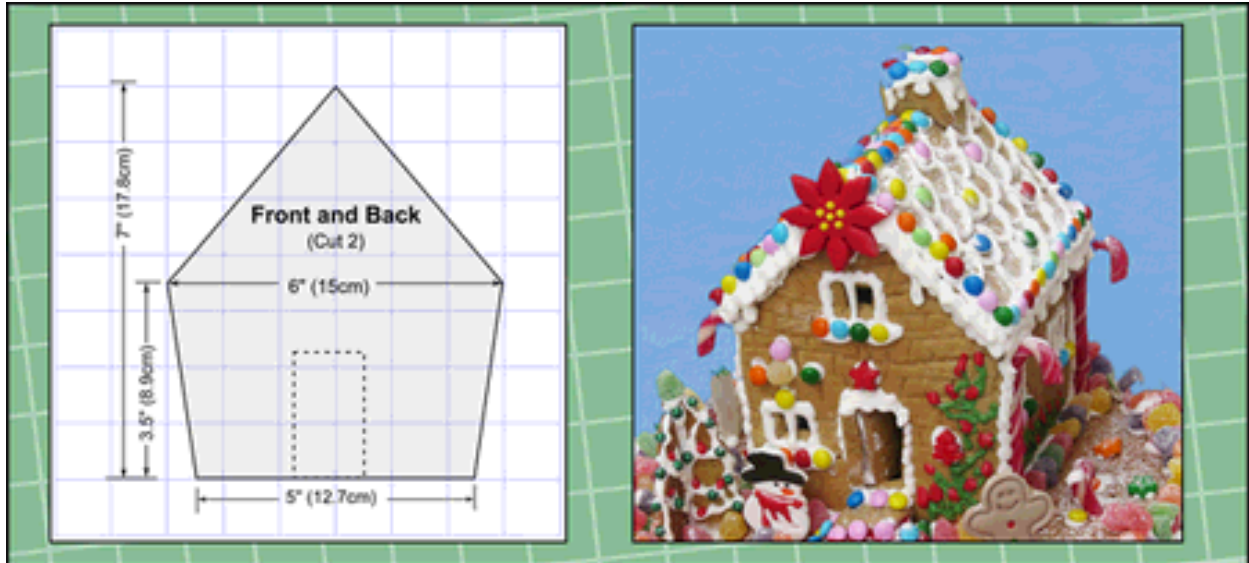 7" (17.8cm)
Front and Back
(Cut 2)
6" (15cm)
3.5" (8.9cm)
5" (12.7cm)